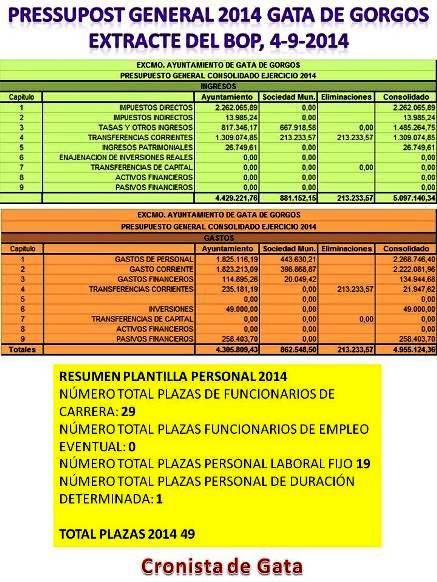 PRESSUPOST GENERAL 2014 GATA DE GORGOS
EXTRACTE DEL BOP, 4-9-2014
EXCMO. AYUNTAMIENTO DE GATA DE GORGOS
PRESUPUESTO GENERAL CONSOLIDADO EJERCICIO 2014
INGRESOS
Capítulo Ayuntamiento Sociedad Mun. Eliminaciones Consolidado
1 IMPUESTOS DIRECTOS 2.262.065,89 0,00 2.262.065,89
2 IMPUESTOS INDIRECTOS 13.985,24 0,00 13.985,24
3 TASAS Y OTROS INGRESOS 817.346,17 667.918,58 0,00 1.485.264,75
4 TRANSFERENCIAS CORRIENTES 1.309.074,85 213.233,57 213.233,57 1.309.074,85
5 INGRESOS PATRIMONIALES 26.749,61 0,00 26.749,61
6 ENAJENACION DE INVERSIONES REALES 0,00 0,00 0,00
7 TRANSFERENCIAS DE CAPITAL 0,00 0,00 0,00 0,00
8 ACTIVOS FINANCIEROS 0,00 0,00 0,00
9 PASIVOS FINANCIEROS 0,00 0,00 0,00
4.429.221,76 881.152,15 213.233,57 5.097.140,34
EXCMO. AYUNTAMIENTO DE GATA DE GORGOS
PRESUPUESTO GENERAL CONSOLIDADO EJERCICIO 2014
GASTOS
Capítulo Ayuntamiento Sociedad Mun. Eliminaciones Consolidado
1 GASTOS DE PERSONAL 1.825.116,19 443.630,21 2.268.746,40
2 GASTO CORRIENTE 1.823.213,09 398.868,87 2.222.081,96
3 GASTOS FINANCIEROS 114.895,26 20.049,42 134.944,68
4 TRANSFERENCIAS CORRIENTES 235.181,19 0,00 213.233,57 21.947,62
5 0,00 0,00 0,00
6 INVERSIONES 49.000,00 0,00 49.000,00
7 TRANSFERENCIAS DE CAPITAL 0,00 0,00 0,00 0,00
8 ACTIVOS FINANCIEROS 0,00 0,00 0,00
9 PASIVOS FINANCIEROS 258.403,70 0,00 258.403,70
Totales 4.305.809,43 862.548,50 213.233,57 4.955.124,36
RESUMEN PLANTILLA PERSONAL 2014
NÚMERO TOTAL PLAZAS DE FUNCIONARIOS DE
CARRERA: 29
NÚMERO TOTAL PLAZAS FUNCIONARIOS DE EMPLEO
EVENTUAL: 0
NÚMERO TOTAL PLAZAS PERSONAL LABORAL FIJO 19
NÚMERO TOTAL PLAZAS PERSONAL DE DURACIÓN
DETERMINADA: 1
TOTAL PLAZAS 2014 49
Cronista de Gata